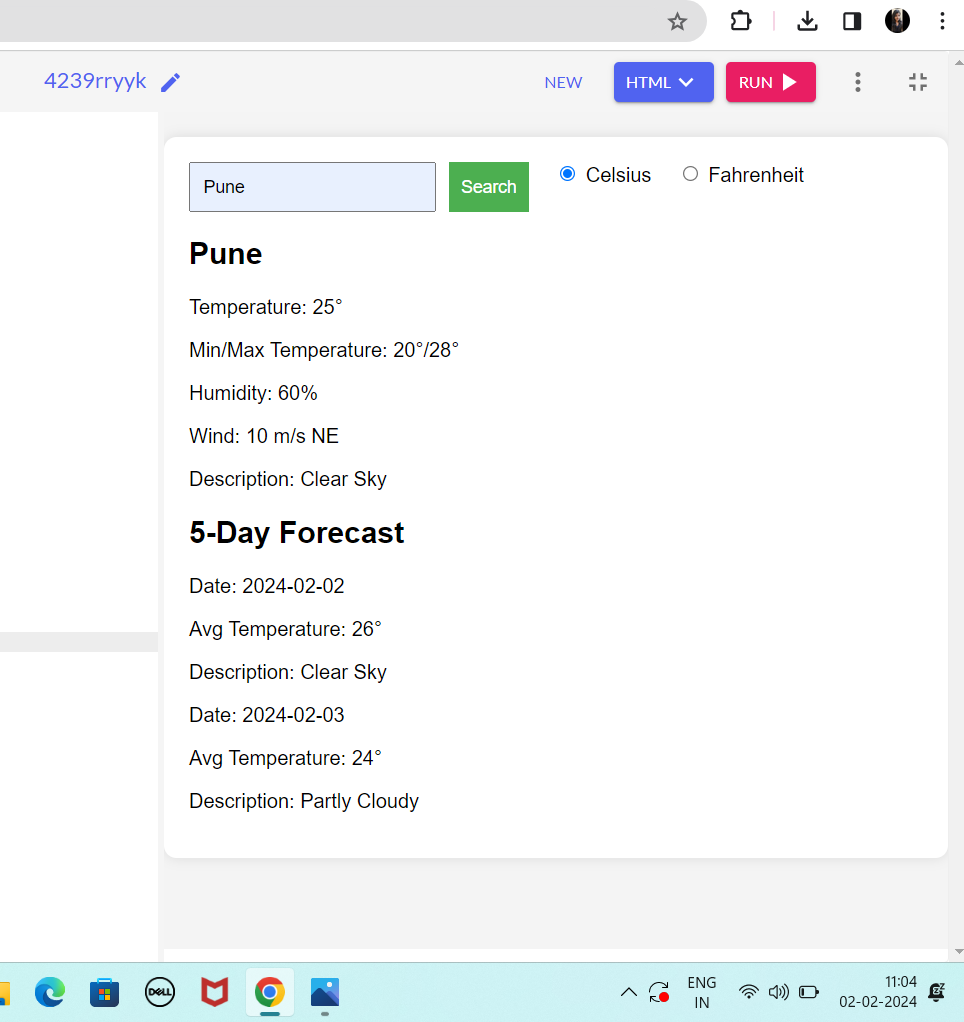 4239rryyk
NEW
HTML
RUN
Pune
Search
Celsius
Fahrenheit
Pune
Temperature: 25°
Min/Max Temperature: 20°/28°
Humidity: 60%
Wind: 10 m/s NE
Description: Clear Sky
5-Day Forecast
Date: 2024-02-02
Avg Temperature: 26°
Description: Clear Sky
Date: 2024-02-03
Avg Temperature: 24°
Description: Partly Cloudy
DELL
ENG
IN
11:04
02-02-2024